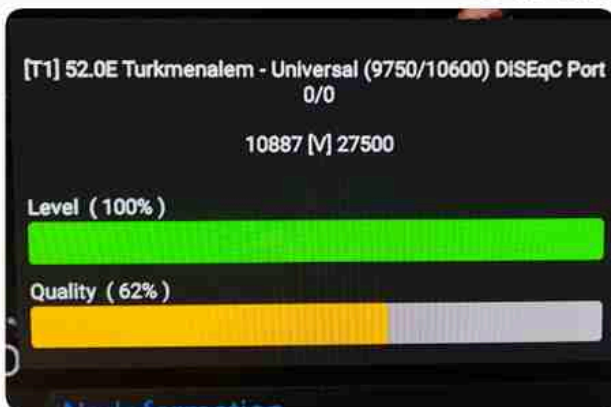 [T1] 52.0E Turkmenalem - Universal (9750/10600) DiSEqC Port
0/0
10887 [V] 27500
Level ( 100% )
Quality ( 62% )